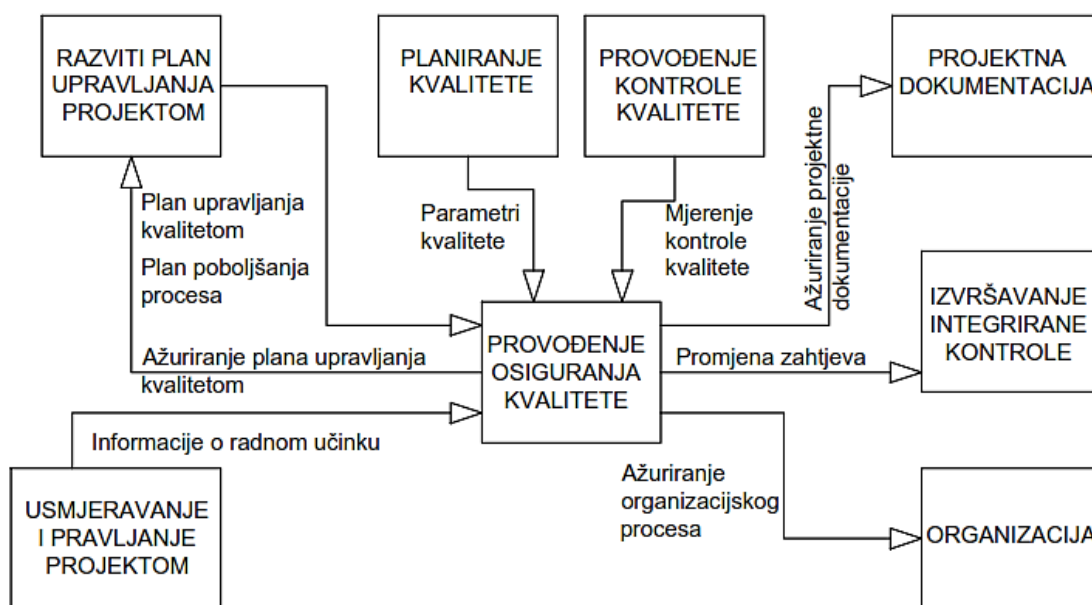 RAZVITI PLAN
UPRAVLJANJA
PROJEKTOM
PLANIRANJE
KVALITETE
PROVOĐENJE
KONTROLE
KVALITETE
PROJEKTNA
DOKUMENTACIJA
Plan upravljanja
kvalitetom
Plan poboljšanja
procesa
Parametri
kvalitete
Mjerenje
kontrole
kvalitete
Ažuriranje projektne
dokumentacije
IZVRŠAVANJE
INTEGRIRANE
KONTROLE
PROVOĐENJE
OSIGURANJA
KVALITETE
Ažuriranje plana upravljanja
kvalitetom
Promjena zahtjeva
Informacije o radnom učinku
Ažuriranje
organizacijskog
procesa
USMJERAVANJE
I PRAVLJANJE
PROJEKTOM
ORGANIZACIJA